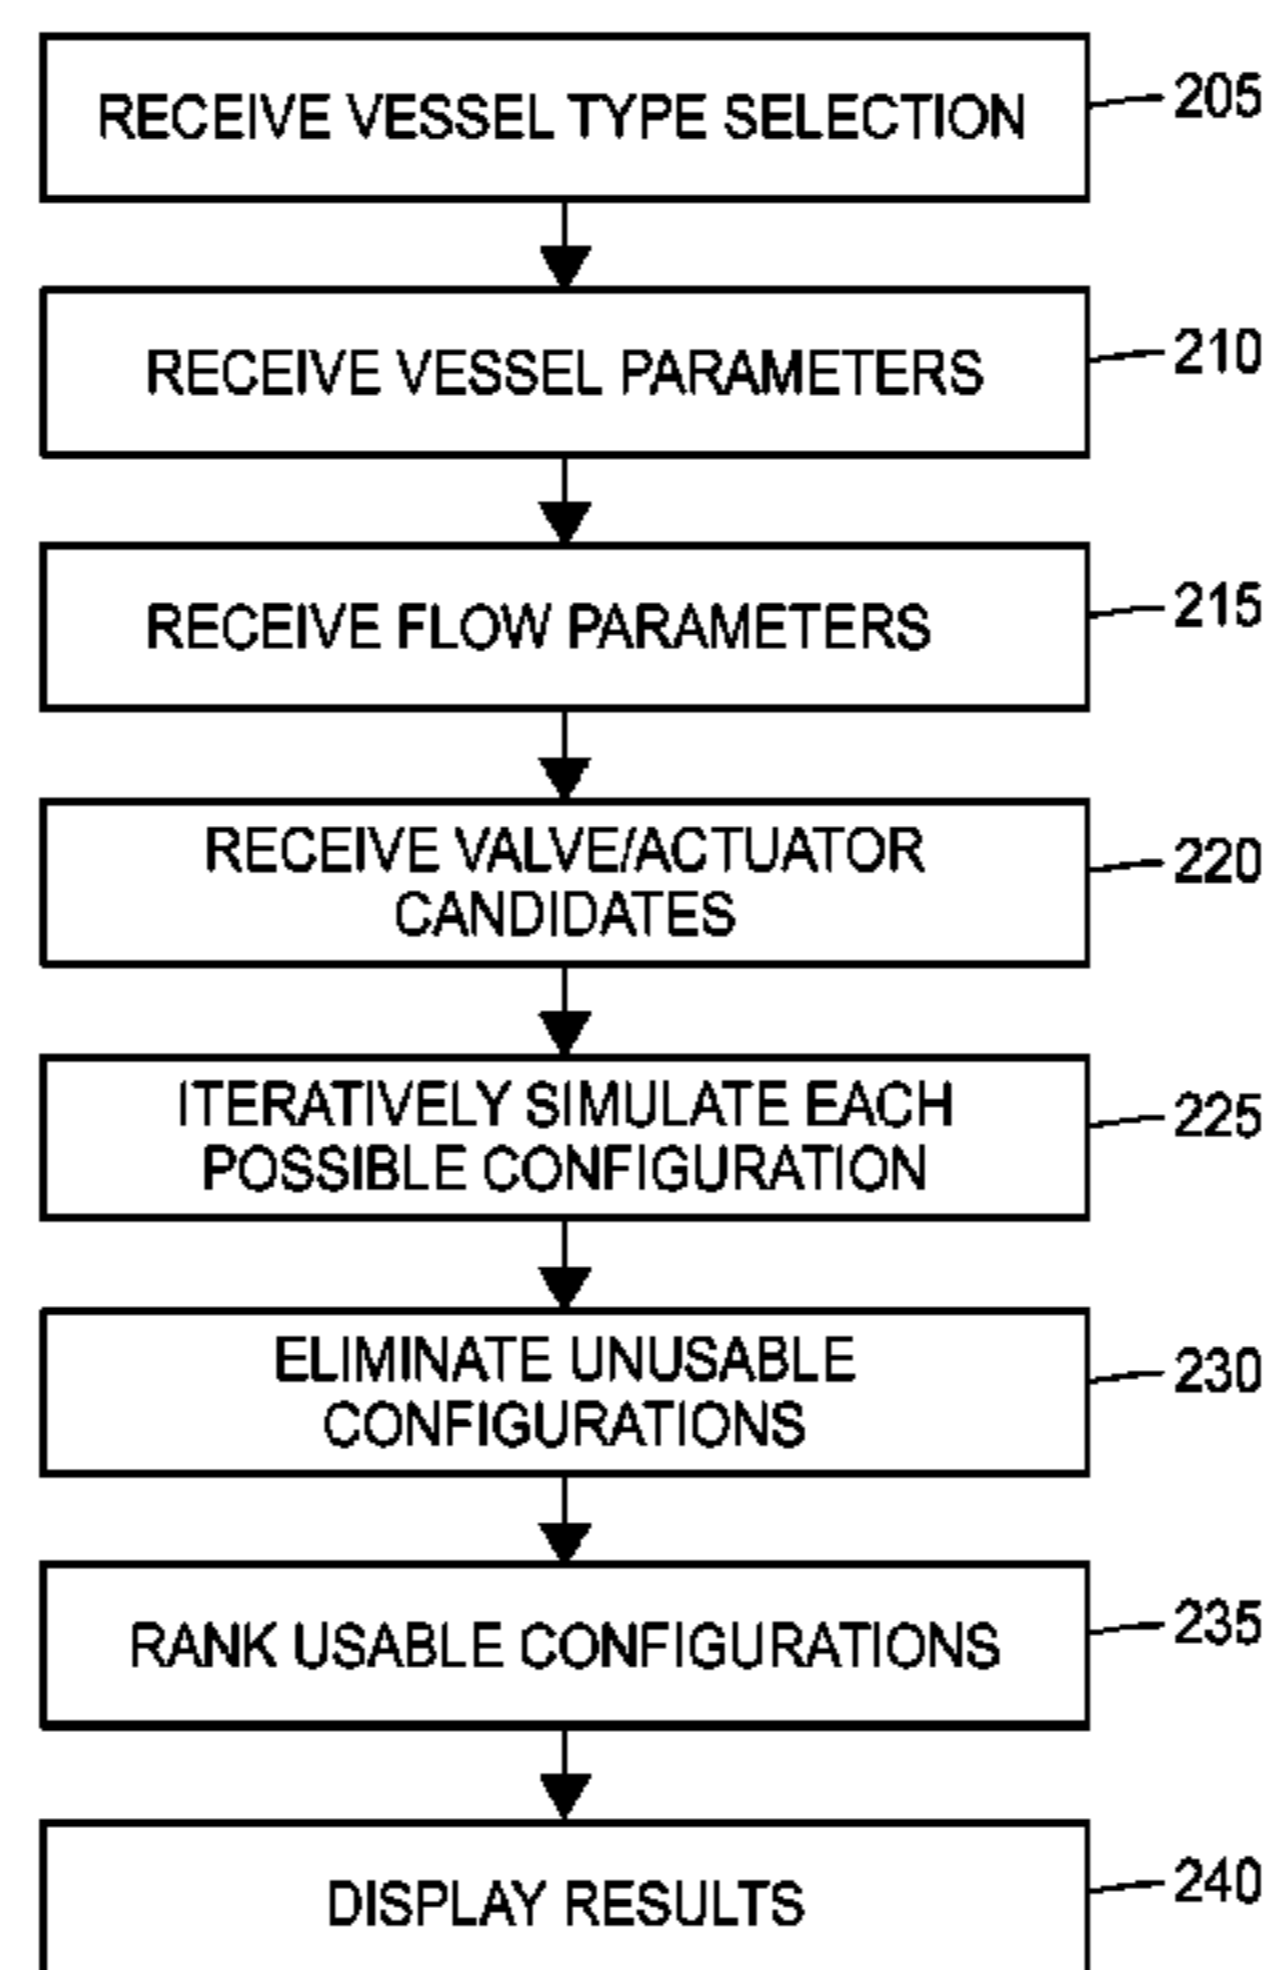 RECEIVE VESSEL TYPE SELECTION
205
RECEIVE VESSEL PARAMETERS
210
RECEIVE FLOW PARAMETERS
215
RECEIVE VALVE/ACTUATOR
CANDIDATES
220
ITERATIVELY SIMULATE EACH
POSSIBLE CONFIGURATION
225
ELIMINATE UNUSABLE
CONFIGURATIONS
230
RANK USABLE CONFIGURATIONS
235
DISPLAY RESULTS
240